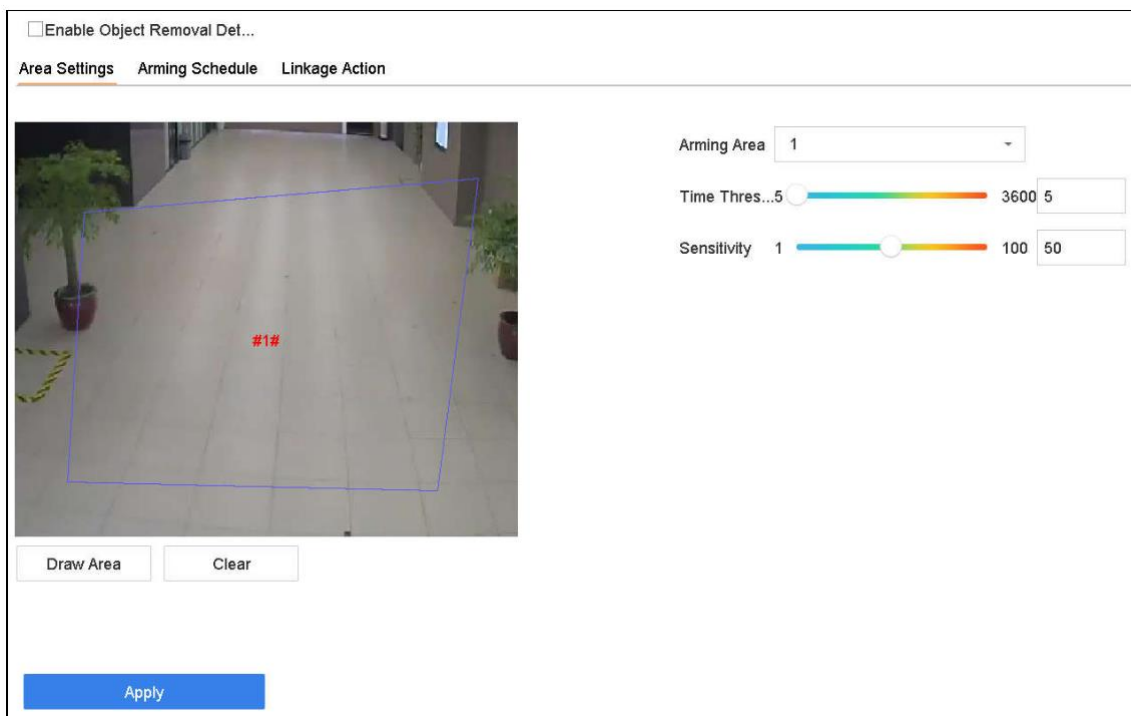 Enable Object Removal Det...
Area Settings Arming Schedule Linkage Action
Arming Area 1
Time Thres...5 3600 5
Sensitivity 1 100 50
#1#
Draw Area Clear
Apply